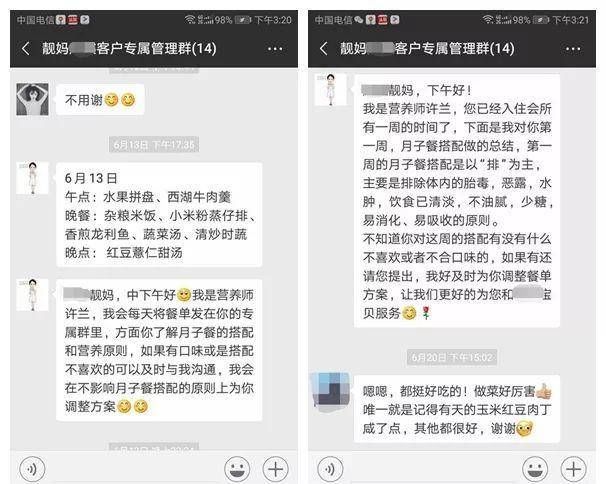 中国电信 98% 下午3:20
靓妈 客户专属管理群(14)
不用谢😊😊
6月13日 下午17:35
6月13日
午点：水果拼盘、西湖牛肉羹
晚餐：杂粮米饭、小米粉蒸仔排、
香煎龙利鱼、蔬菜汤、清炒时蔬
晚点： 红豆薏仁甜汤
靓妈，中下午好😊我是营养师
许兰，我会每天将餐单发在你的专
属群里，方面你了解月子餐的搭配
和营养原则，如果有口味或是搭配
不喜欢的可以及时与我沟通，我会
在不影响月子餐搭配的原则上为你
调整方案😊😊
中国电信 98% 下午3:21
靓妈 客户专属管理群(14)
靓妈，下午好！
我是营养师许兰，您已经入住会所
有一周的时间了，下面是我对你第
一周，月子餐搭配做的总结，第一
周的月子餐搭配是以“排”为主，
主要是排除体内的胎毒，恶露，水
肿，饮食已清淡，不油腻，少糖，
易消化、易吸收的原则。
不知道你对这周的搭配有没有什么
不喜欢或者不合口味的，如果有还
请您提出，我好及时为你调整餐单
方案，让我们更好的为您和 宝
贝服务😊🌹
6月20日 下午15:02
嗯嗯，都挺好吃的！做菜好厉害👍
唯一就是记得有天的玉米红豆肉丁
咸了点，其他都很好，谢谢😘